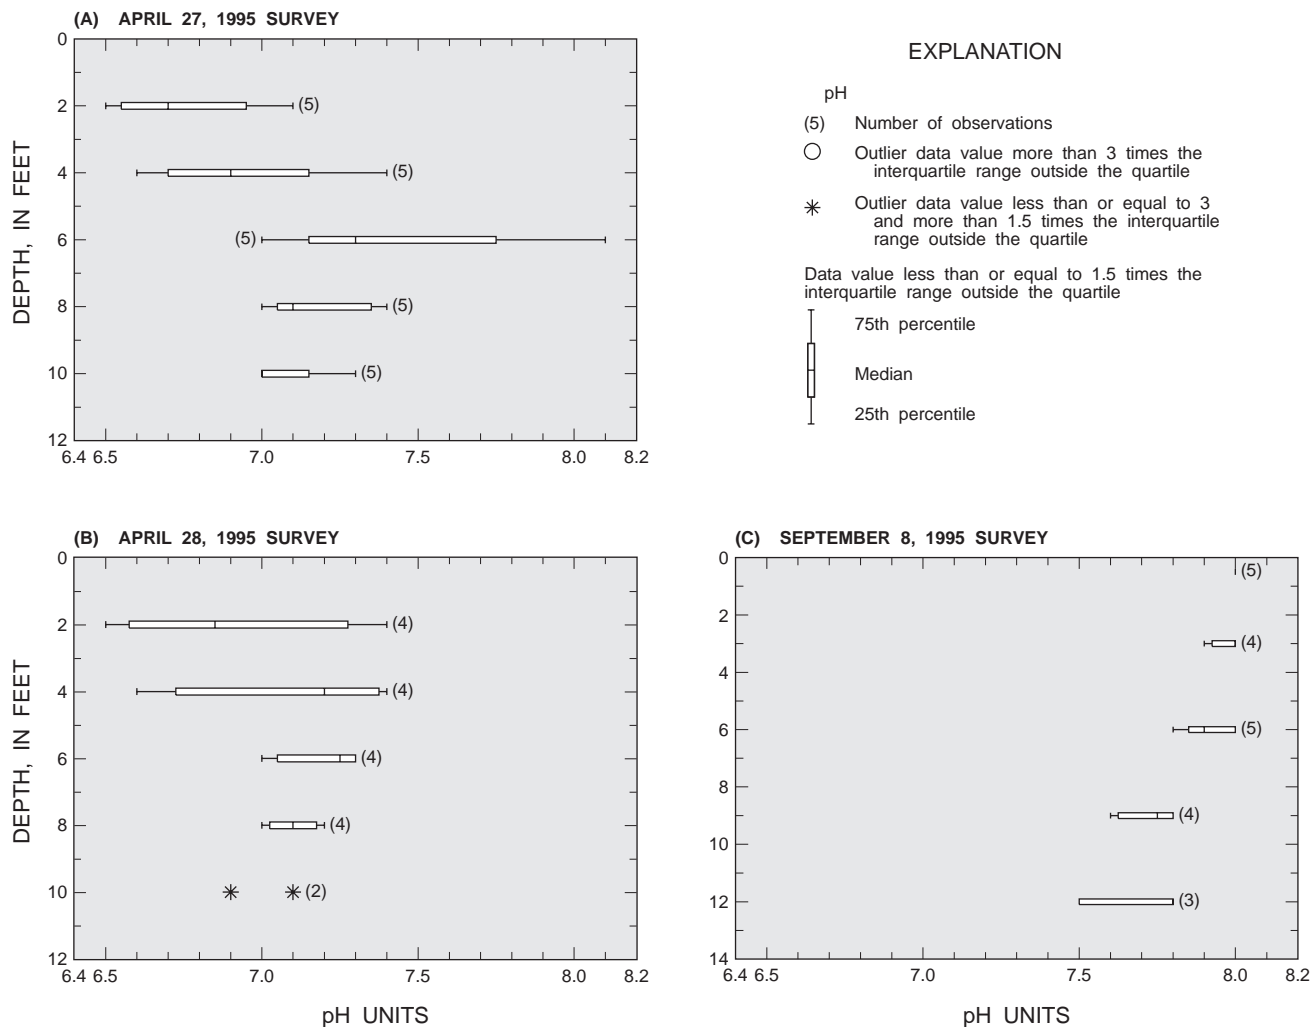 (A) APRIL 27, 1995 SURVEY
0
2
4
6
8
10
12
DEPTH, IN FEET
(5)
(5)
(5)
(5)
(5)
6.4 6.5 7.0 7.5 8.0 8.2
EXPLANATION
pH
(5) Number of observations
Outlier data value more than 3 times the
interquartile range outside the quartile
Outlier data value less than or equal to 3
and more than 1.5 times the interquartile
range outside the quartile
Data value less than or equal to 1.5 times the
interquartile range outside the quartile
75th percentile
Median
25th percentile
(B) APRIL 28, 1995 SURVEY
0
2
4
6
8
10
12
DEPTH, IN FEET
(4)
(4)
(4)
(4)
(2)
6.4 6.5 7.0 7.5 8.0 8.2
pH UNITS
(C) SEPTEMBER 8, 1995 SURVEY
0
2
4
6
8
10
12
14
(5)
(4)
(5)
(4)
(3)
6.4 6.5 7.0 7.5 8.0 8.2
pH UNITS